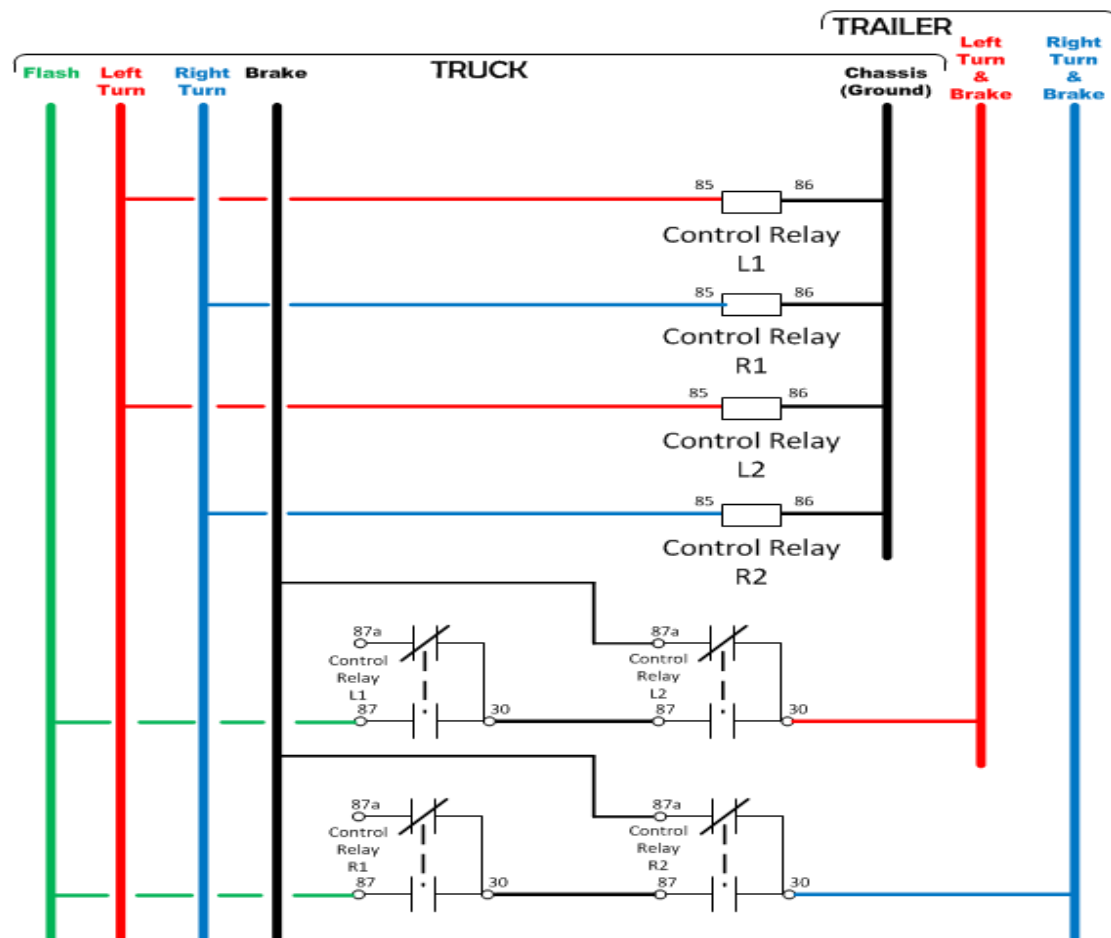 TRAILER
TRUCK
Flash
Left
Turn
Right
Turn
Brake
Chassis
(Ground)
Left
Turn
&
Brake
Right
Turn
&
Brake
85 86
Control Relay
L1
85 86
Control Relay
R1
85 86
Control Relay
L2
85 86
Control Relay
R2
87a
Control
Relay
L1
87 30
87a
Control
Relay
L2
87 30
87a
Control
Relay
R1
87 30
87a
Control
Relay
R2
87 30